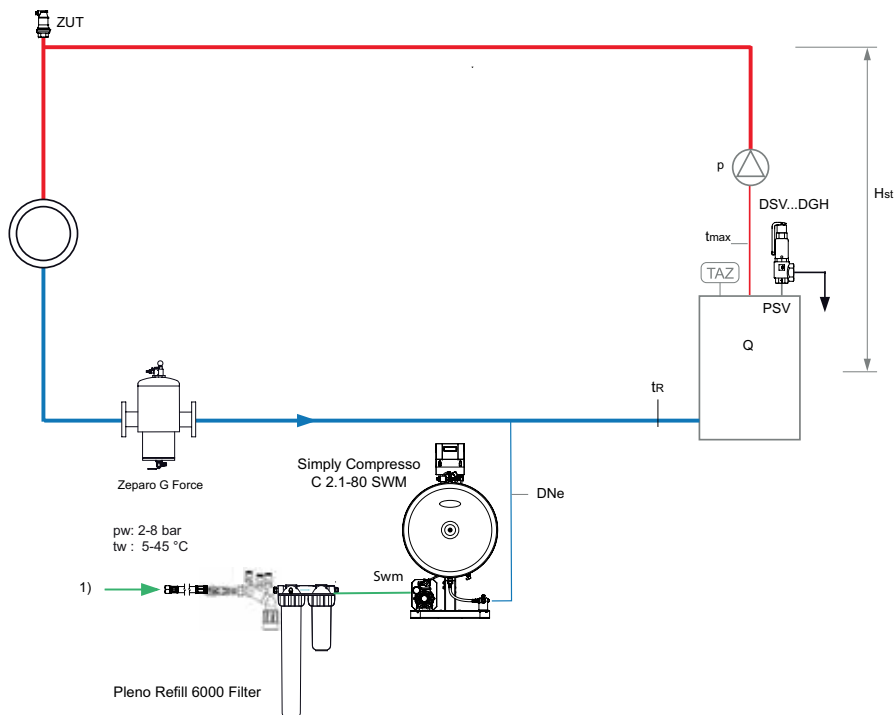 ZUT
p
Hst
DSV...DGH
tmax
TAZ
PSV
Q
tR
Zeparo G Force
Simply Compresso
C 2.1-80 SWM
DNe
pw: 2-8 bar
tw : 5-45 °C
Swm
1)
Pleno Refill 6000 Filter